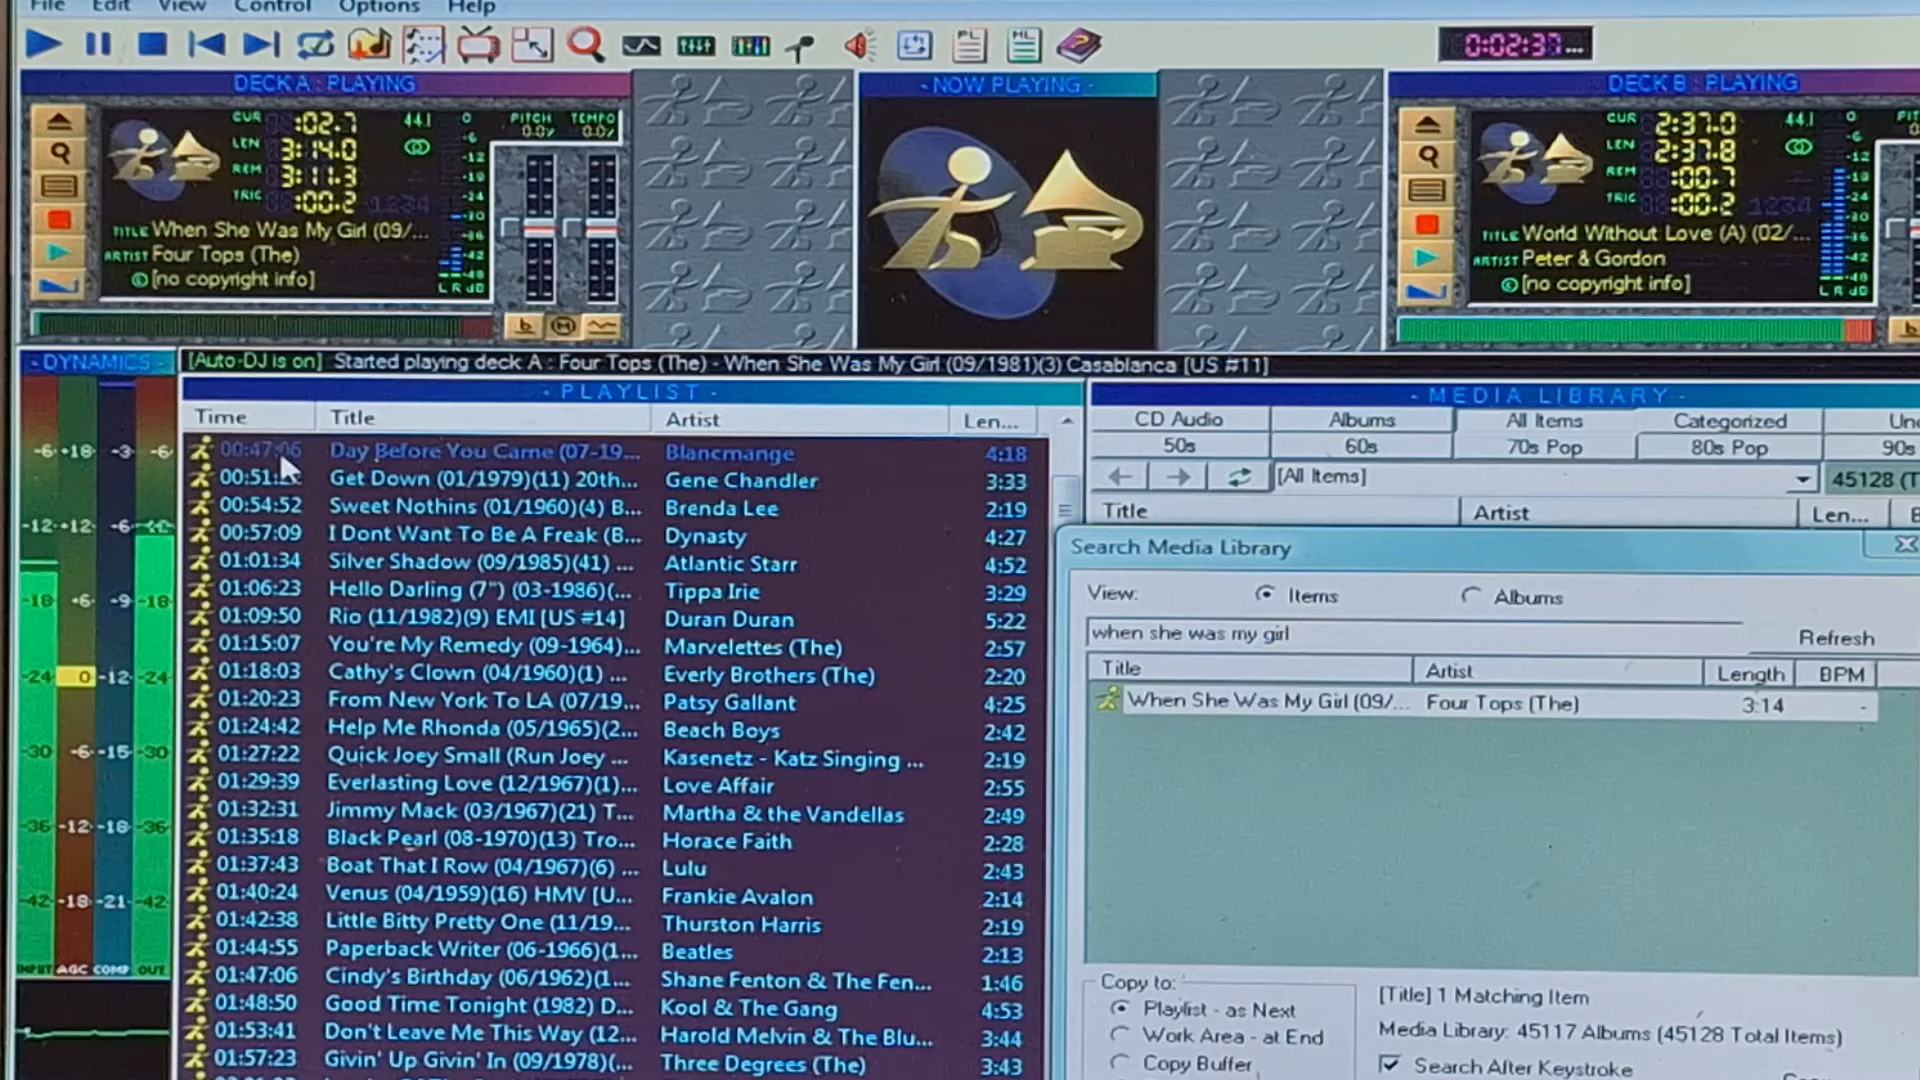 File Edit View Control Options Help
0:02:37...
DECK A : PLAYING
CUR :02.7 44.1
LEN 3:14.0
REM 3:11.3
TRIC :00.2 1234
PITCH TEMPO
0.0% 0.0%
TITLE When She Was My Girl (09/...
ARTIST Four Tops (The)
© [no copyright info]
L R dB
- NOW PLAYING -
DECK B : PLAYING
CUR 2:37.0 44.1
LEN 2:37.8
REM :00.7
TRIC :00.2 1234
TITLE World Without Love (A) (02/...
ARTIST Peter & Gordon
© [no copyright info]
L R dB
- DYNAMICS -
[Auto-DJ is on] Started playing deck A : Four Tops (The) - When She Was My Girl (09/1981)(3) Casablanca [US #11]
- PLAYLIST -
Time Title Artist Len...
00:47:06 Day Before You Came (07-19... Blancmange 4:18
00:51: Get Down (01/1979)(11) 20th... Gene Chandler 3:33
00:54:52 Sweet Nothins (01/1960)(4) B... Brenda Lee 2:19
00:57:09 I Dont Want To Be A Freak (B... Dynasty 4:27
01:01:34 Silver Shadow (09/1985)(41) ... Atlantic Starr 4:52
01:06:23 Hello Darling (7") (03-1986)(... Tippa Irie 3:29
01:09:50 Rio (11/1982)(9) EMI [US #14] Duran Duran 5:22
01:15:07 You're My Remedy (09-1964)... Marvelettes (The) 2:57
01:18:03 Cathy's Clown (04/1960)(1) ... Everly Brothers (The) 2:20
01:20:23 From New York To LA (07/19... Patsy Gallant 4:25
01:24:42 Help Me Rhonda (05/1965)(2... Beach Boys 2:42
01:27:22 Quick Joey Small (Run Joey ... Kasenetz - Katz Singing ... 2:19
01:29:39 Everlasting Love (12/1967)(1)... Love Affair 2:55
01:32:31 Jimmy Mack (03/1967)(21) T... Martha & the Vandellas 2:49
01:35:18 Black Pearl (08-1970)(13) Tro... Horace Faith 2:28
01:37:43 Boat That I Row (04/1967)(6) ... Lulu 2:43
01:40:24 Venus (04/1959)(16) HMV [U... Frankie Avalon 2:14
01:42:38 Little Bitty Pretty One (11/19... Thurston Harris 2:19
01:44:55 Paperback Writer (06-1966)(1... Beatles 2:13
01:47:06 Cindy's Birthday (06/1962)(1... Shane Fenton & The Fen... 1:46
01:48:50 Good Time Tonight (1982) D... Kool & The Gang 4:53
01:53:41 Don't Leave Me This Way (12... Harold Melvin & The Blu... 3:44
01:57:23 Givin' Up Givin' In (09/1978)(... Three Degrees (The) 3:43
INPUT AGC COMP OUT
- MEDIA LIBRARY -
CD Audio Albums All Items Categorized Un
50s 60s 70s Pop 80s Pop 90s
[All Items] 45128 (T
Title Artist Len... B
Search Media Library
View: Items Albums
when she was my girl
Refresh
Title Artist Length BPM
When She Was My Girl (09/... Four Tops (The) 3:14 -
Copy to:
Playlist - as Next
Work Area - at End
Copy Buffer
[Title] 1 Matching Item
Media Library: 45117 Albums (45128 Total Items)
Search After Keystroke